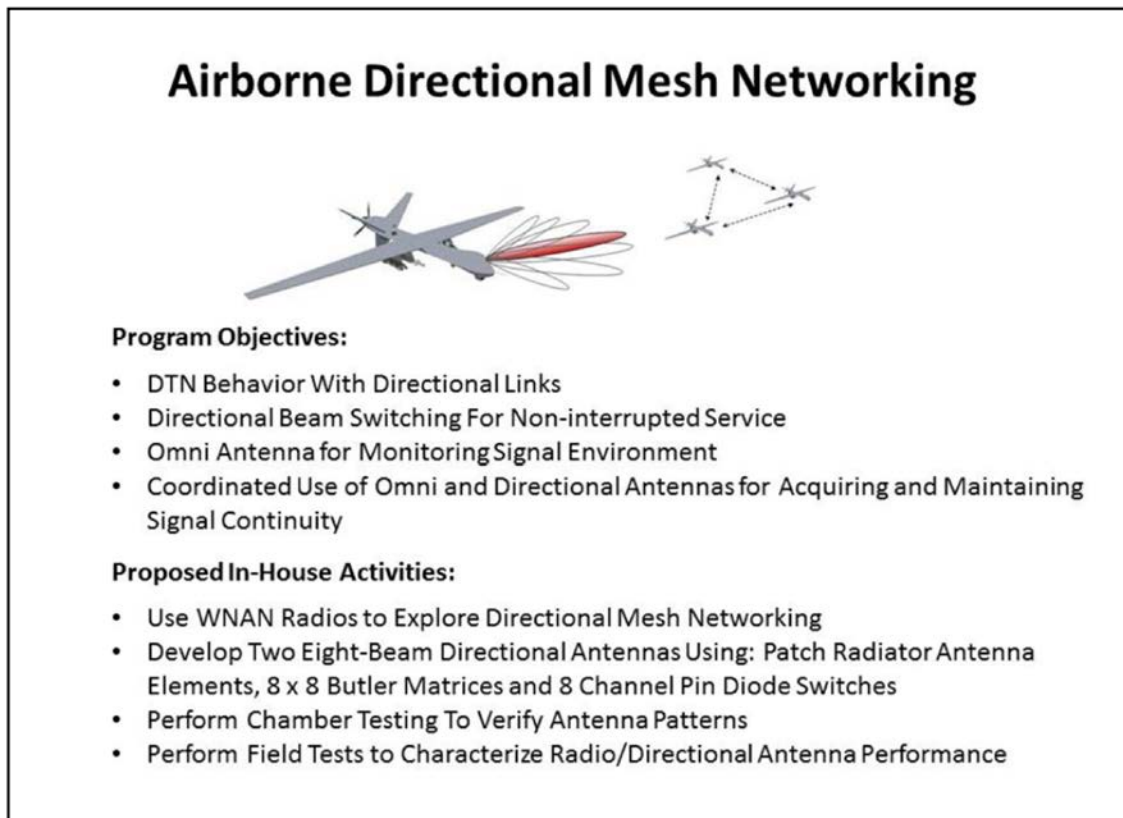 Airborne Directional Mesh Networking
Program Objectives:
• DTN Behavior With Directional Links
• Directional Beam Switching For Non-interrupted Service
• Omni Antenna for Monitoring Signal Environment
• Coordinated Use of Omni and Directional Antennas for Acquiring and Maintaining
Signal Continuity
Proposed In-House Activities:
• Use WNAN Radios to Explore Directional Mesh Networking
• Develop Two Eight-Beam Directional Antennas Using: Patch Radiator Antenna
Elements, 8 x 8 Butler Matrices and 8 Channel Pin Diode Switches
• Perform Chamber Testing To Verify Antenna Patterns
• Perform Field Tests to Characterize Radio/Directional Antenna Performance